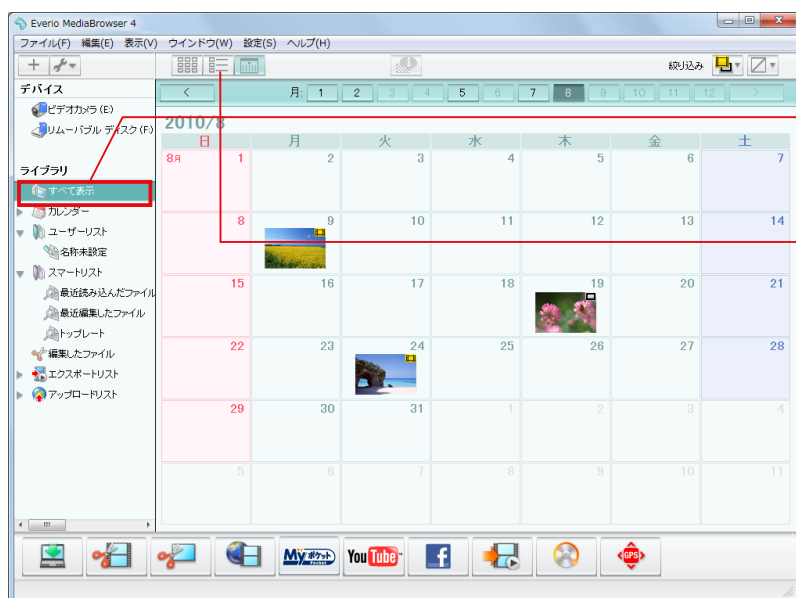 Everio MediaBrowser 4
ファイル(F) 編集(E) 表示(V) ウインドウ(W) 設定(S) ヘルプ(H)
絞り込み
デバイス
ビデオカメラ (E)
リムーバブル ディスク (F:)
ライブラリ
すべて表示
カレンダー
ユーザーリスト
名称未設定
スマートリスト
最近読み込んだファイル
最近編集したファイル
トップレート
編集したファイル
エクスポートリスト
アップロードリスト
< 月: 1 2 3 4 5 6 7 8 9 10 11 12 >
2010/8
日 月 火 水 木 金 土
8月 1 2 3 4 5 6 7
8 9 10 11 12 13 14
15 16 17 18 19 20 21
22 23 24 25 26 27 28
29 30 31 1 2 3 4
5 6 7 8 9 10 11
Myポケット
Pocket
YouTube
f
GPS